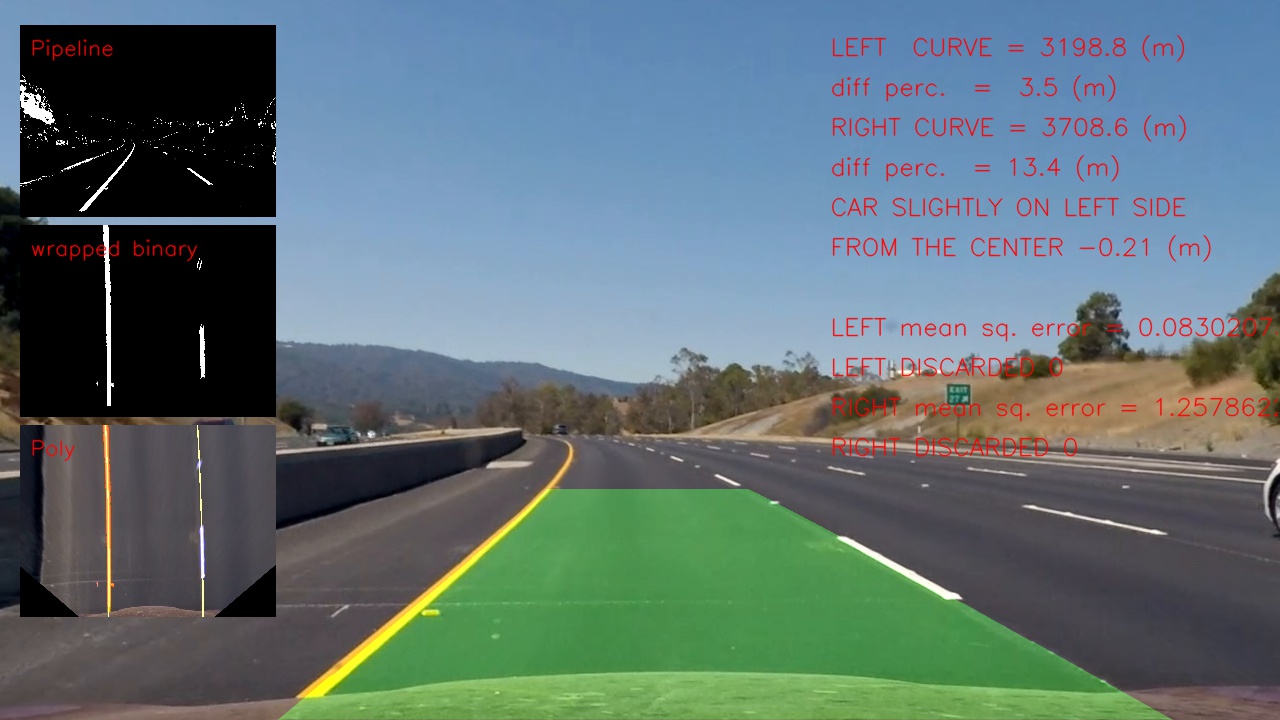 Pipeline
wrapped binary
Poly
LEFT CURVE = 3198.8 (m)
diff perc. = 3.5 (m)
RIGHT CURVE = 3708.6 (m)
diff perc. = 13.4 (m)
CAR SLIGHTLY ON LEFT SIDE
FROM THE CENTER -0.21 (m)
LEFT mean sq. error = 0.0830207
LEFT DISCARDED 0
EXIT
RIGHT mean sq. error = 1.257862
RIGHT DISCARDED 0